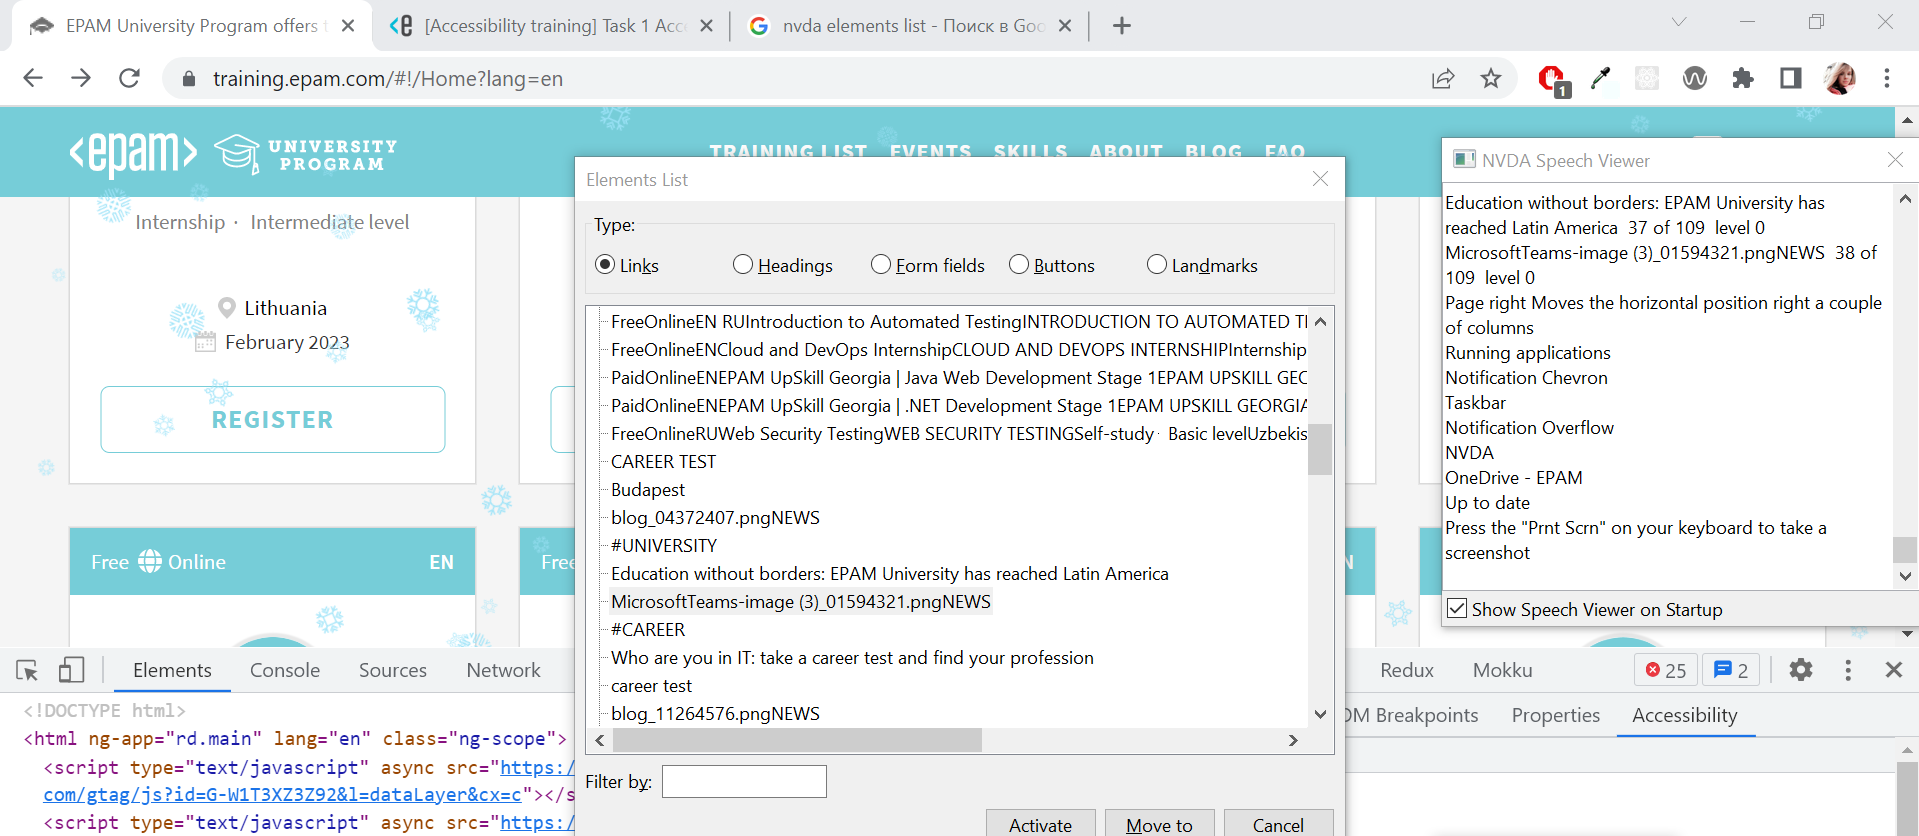 EPAM University Program offers t
[Accessibility training] Task 1 Acce
nvda elements list - Поиск в Goo
training.epam.com/#!/Home?lang=en
1
<epam> UNIVERSITY PROGRAM
TRAINING LIST EVENTS SKILLS ABOUT BLOG FAQ
Internship · Intermediate level
Lithuania
February 2023
REGISTER
Free Online EN
Free
N
Elements List
Type:
Links Headings Form fields Buttons Landmarks
FreeOnlineEN RUIntroduction to Automated TestingINTRODUCTION TO AUTOMATED TI
FreeOnlineENCloud and DevOps InternshipCLOUD AND DEVOPS INTERNSHIPInternship
PaidOnlineENEPAM UpSkill Georgia | Java Web Development Stage 1EPAM UPSKILL GEC
PaidOnlineENEPAM UpSkill Georgia | .NET Development Stage 1EPAM UPSKILL GEORGIA
FreeOnlineRUWeb Security TestingWEB SECURITY TESTINGSelf-study · Basic levelUzbekis
CAREER TEST
Budapest
blog_04372407.pngNEWS
#UNIVERSITY
Education without borders: EPAM University has reached Latin America
MicrosoftTeams-image (3)_01594321.pngNEWS
#CAREER
Who are you in IT: take a career test and find your profession
career test
blog_11264576.pngNEWS
Filter by:
Activate Move to Cancel
NVDA Speech Viewer
Education without borders: EPAM University has
reached Latin America 37 of 109 level 0
MicrosoftTeams-image (3)_01594321.pngNEWS 38 of
109 level 0
Page right Moves the horizontal position right a couple
of columns
Running applications
Notification Chevron
Taskbar
Notification Overflow
NVDA
OneDrive - EPAM
Up to date
Press the "Prnt Scrn" on your keyboard to take a
screenshot
Show Speech Viewer on Startup
Elements Console Sources Network
Redux Mokku 25 2
OM Breakpoints Properties Accessibility
<!DOCTYPE html>
<html ng-app="rd.main" lang="en" class="ng-scope">
<script type="text/javascript" async src="https:/
com/gtag/js?id=G-W1T3XZ3Z92&l=dataLayer&cx=c"></s
<script type="text/javascript" async src="https:/